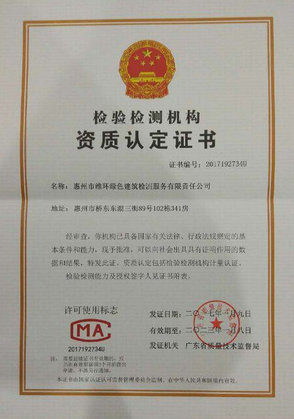 检验检测机构
资质认定证书
证书编号：2017192734U
名称：惠州市维环绿色建筑检测服务有限责任公司
地址：惠州市桥东东湖三街89号102栋341房
经审查，你机构已具备国家有关法律、行政法规规定的
基本条件和能力，现予批准，可以向社会出具具有证明作用的数
据和结果，特发此证。资质认定包括检验检测机构计量认证。
检验检测能力及授权签字人见证书附表。
许可使用标志
MA
2017192734U
发证日期：二〇一七年 月九日
有效期至：二〇二三年 月八日
发证机关：广东省质量技术监督局
本证书由国家认证认可监督管理委员会监制，在中华人民共和国境内有效。